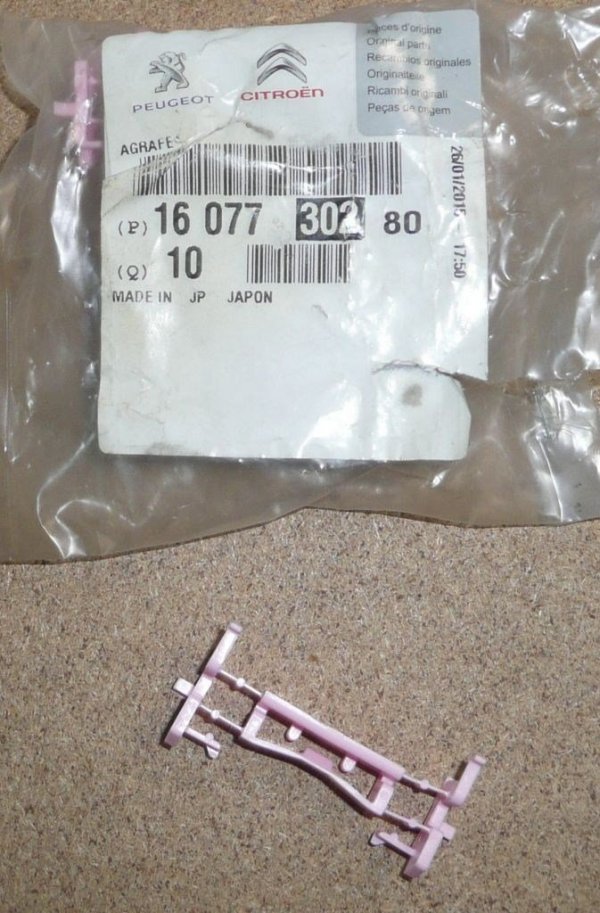 PEUGEOT
CITROËN
d'origine
Original parts
Recambios originales
Originalteile
Ricambi originali
Peças de origem
AGRAFES
(P) 16 077 302 80
(Q) 10
MADE IN JP JAPON
17:50